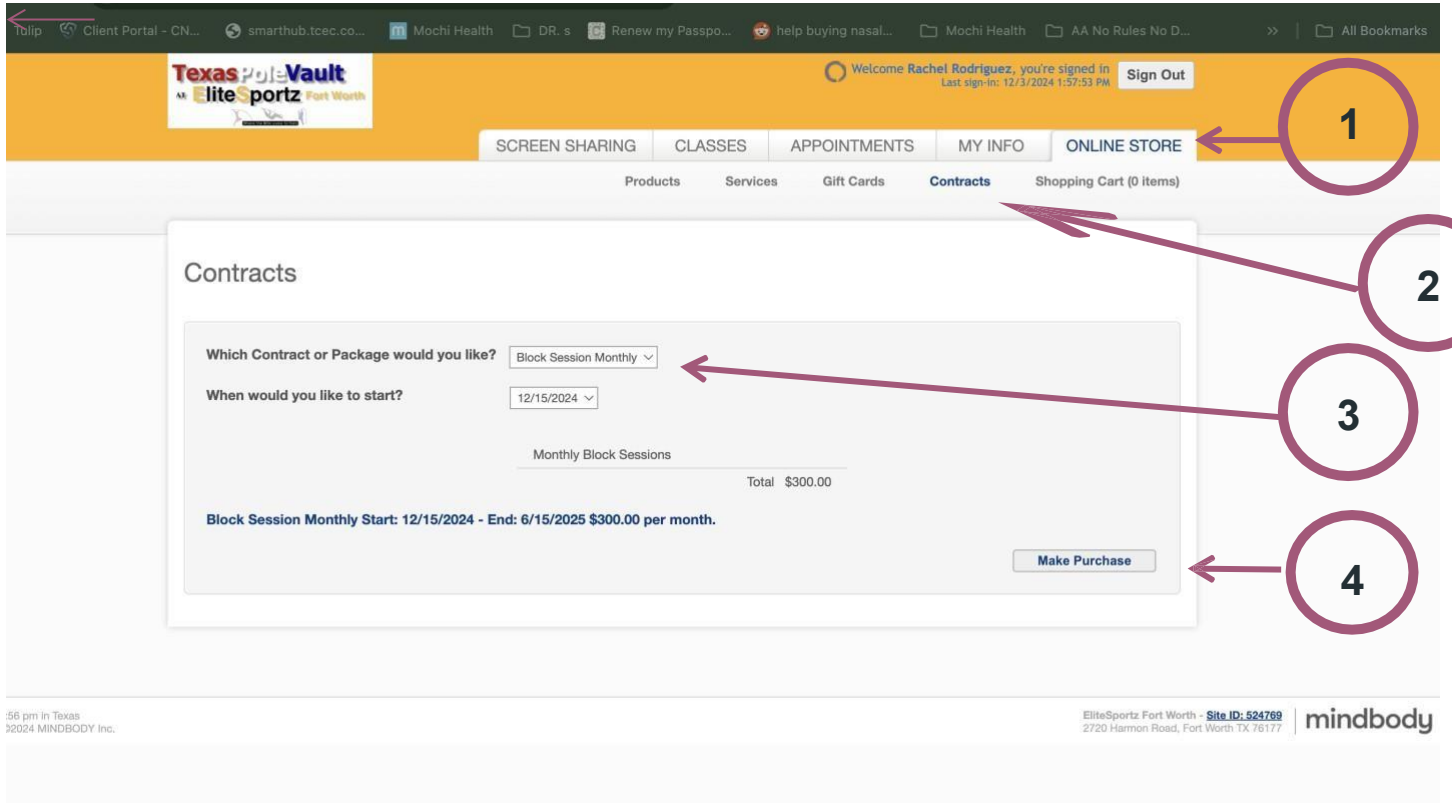 Tulip Client Portal - CN... smarthub.tcec.co... Mochi Health DR. s Renew my Passpo... help buying nasal... Mochi Health AA No Rules No D... » All Bookmarks
TexasPoleVault
At EliteSportz Fort Worth
Welcome Rachel Rodriguez, you're signed in
Last sign-in: 12/3/2024 1:57:53 PM
Sign Out
1
SCREEN SHARING CLASSES APPOINTMENTS MY INFO ONLINE STORE
Products Services Gift Cards Contracts Shopping Cart (0 items)
Contracts
2
Which Contract or Package would you like? Block Session Monthly
When would you like to start? 12/15/2024
3
Monthly Block Sessions
Total $300.00
Block Session Monthly Start: 12/15/2024 - End: 6/15/2025 $300.00 per month.
Make Purchase
4
:56 pm in Texas
©2024 MINDBODY Inc.
EliteSportz Fort Worth - Site ID: 524769
2720 Harmon Road, Fort Worth TX 76177
mindbody